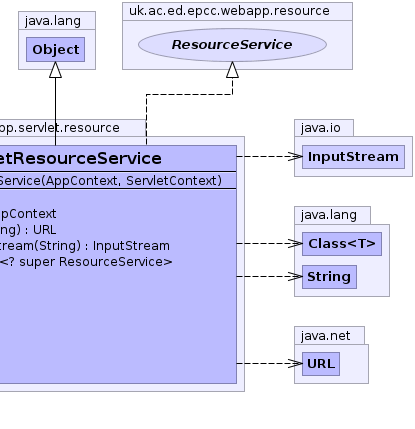 java.lang
Object
uk.ac.ed.epcc.webapp.resource
ResourceService
pp.servlet.resource
etResourceService
Service(AppContext, ServletContext)
ppContext
ng) : URL
tream(String) : InputStream
<? super ResourceService>
java.io
InputStream
java.lang
Class<T>
String
java.net
URL